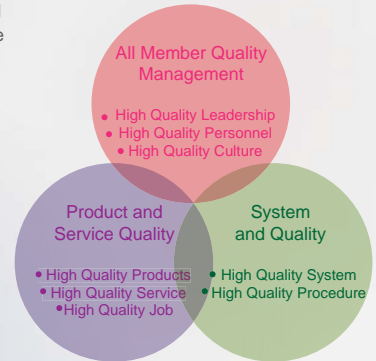 All Member Quality
Management
• High Quality Leadership
• High Quality Personnel
• High Quality Culture
Product and
Service Quality
• High Quality Products
• High Quality Service
• High Quality Job
System
and Quality
• High Quality System
• High Quality Procedure